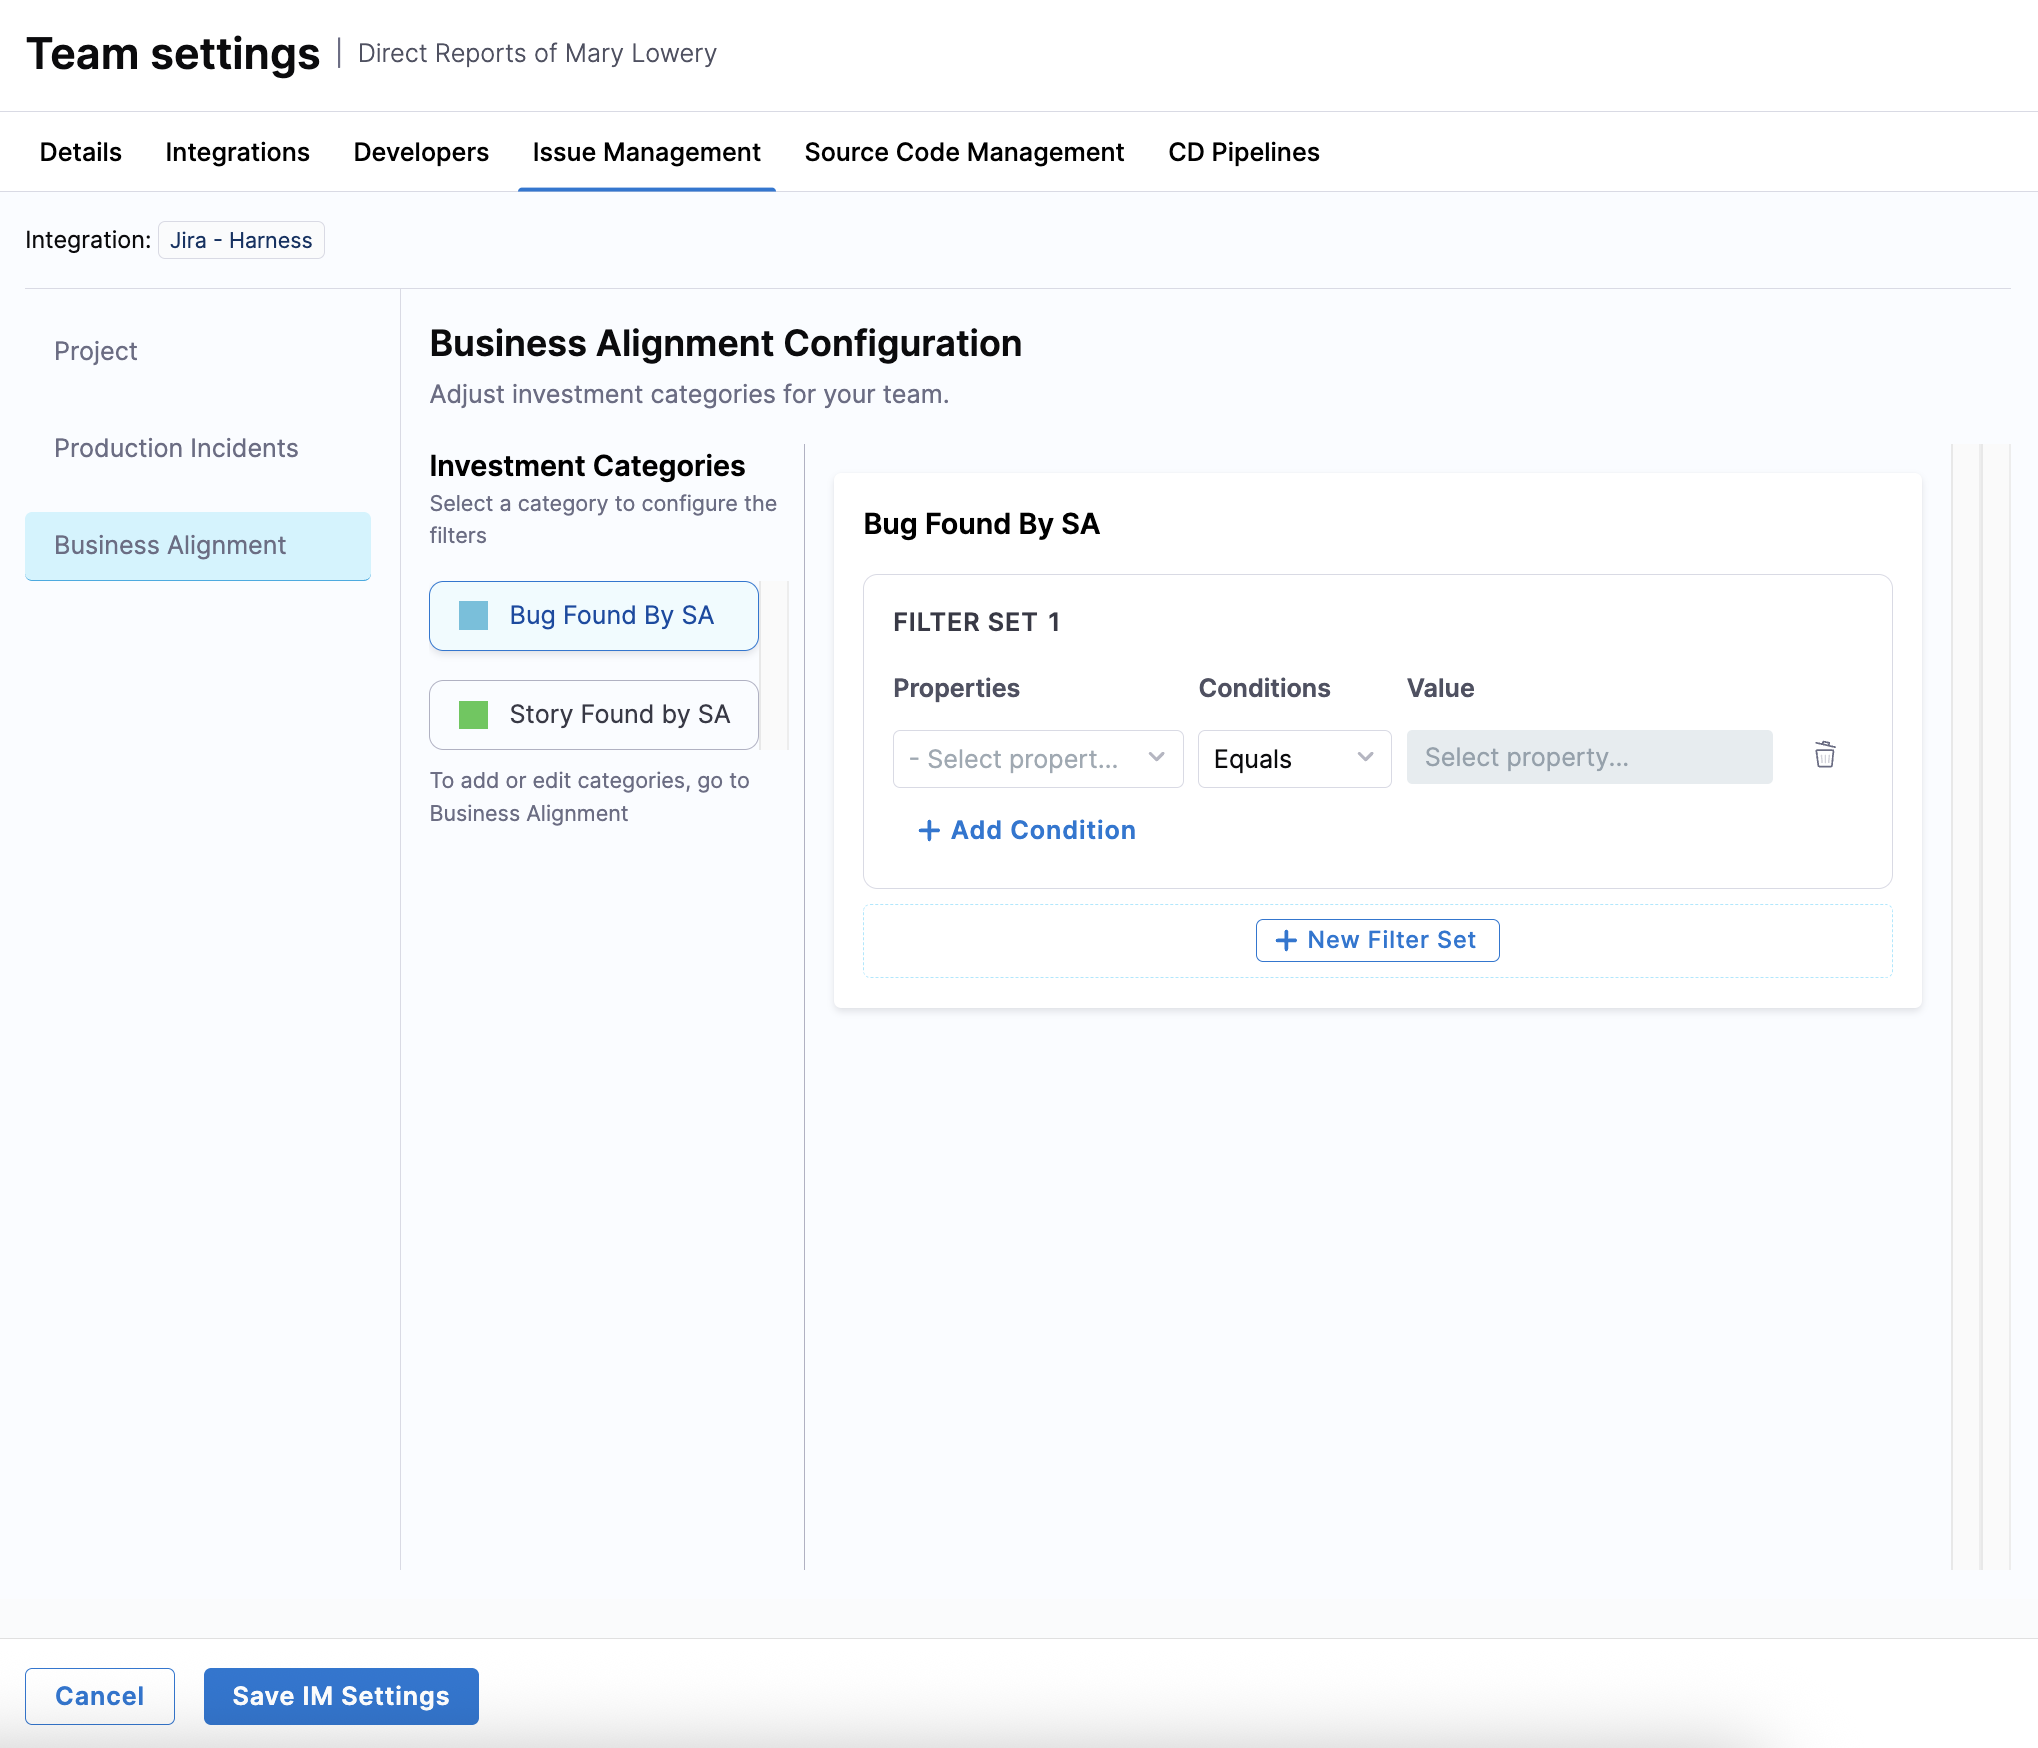 Team settings | Direct Reports of Mary Lowery
Details Integrations Developers Issue Management Source Code Management CD Pipelines
Integration: Jira - Harness
Project
Production Incidents
Business Alignment
Business Alignment Configuration
Adjust investment categories for your team.
Investment Categories
Select a category to configure the
filters
Bug Found By SA
Story Found by SA
To add or edit categories, go to
Business Alignment
Bug Found By SA
FILTER SET 1
Properties Conditions Value
- Select propert... Equals Select property...
+ Add Condition
+ New Filter Set
Cancel Save IM Settings